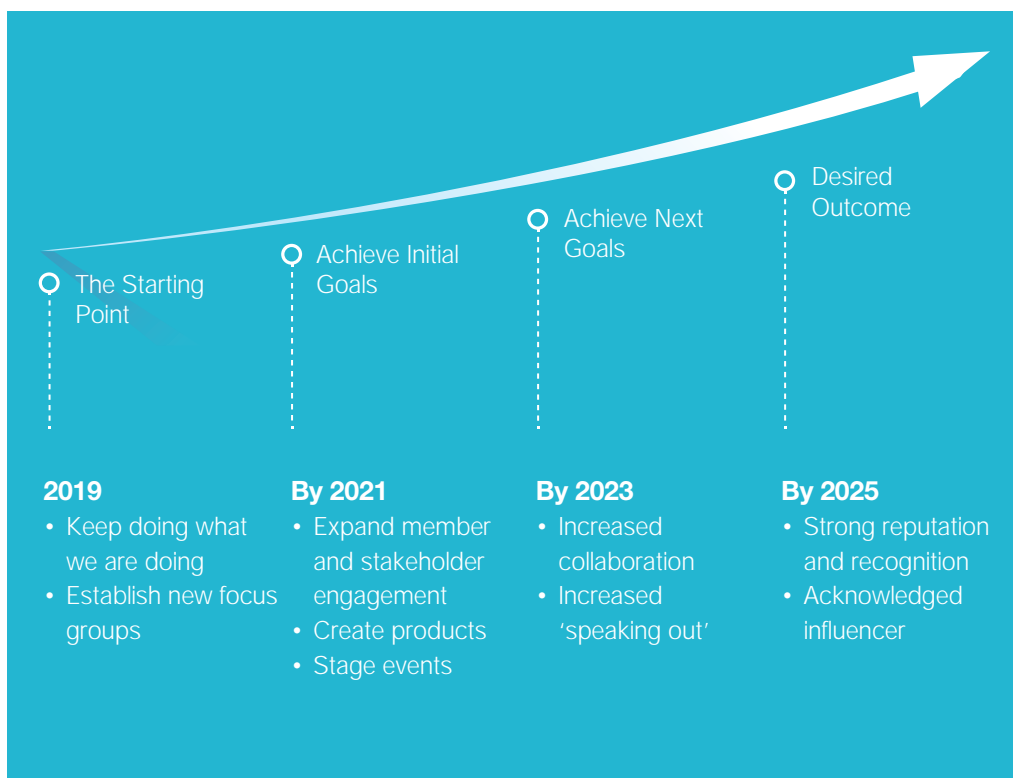 The Starting
Point
Achieve Initial
Goals
Achieve Next
Goals
Desired
Outcome
2019
• Keep doing what
we are doing
• Establish new focus
groups
By 2021
• Expand member
and stakeholder
engagement
• Create products
• Stage events
By 2023
• Increased
collaboration
• Increased
‘speaking out’
By 2025
• Strong reputation
and recognition
• Acknowledged
influencer